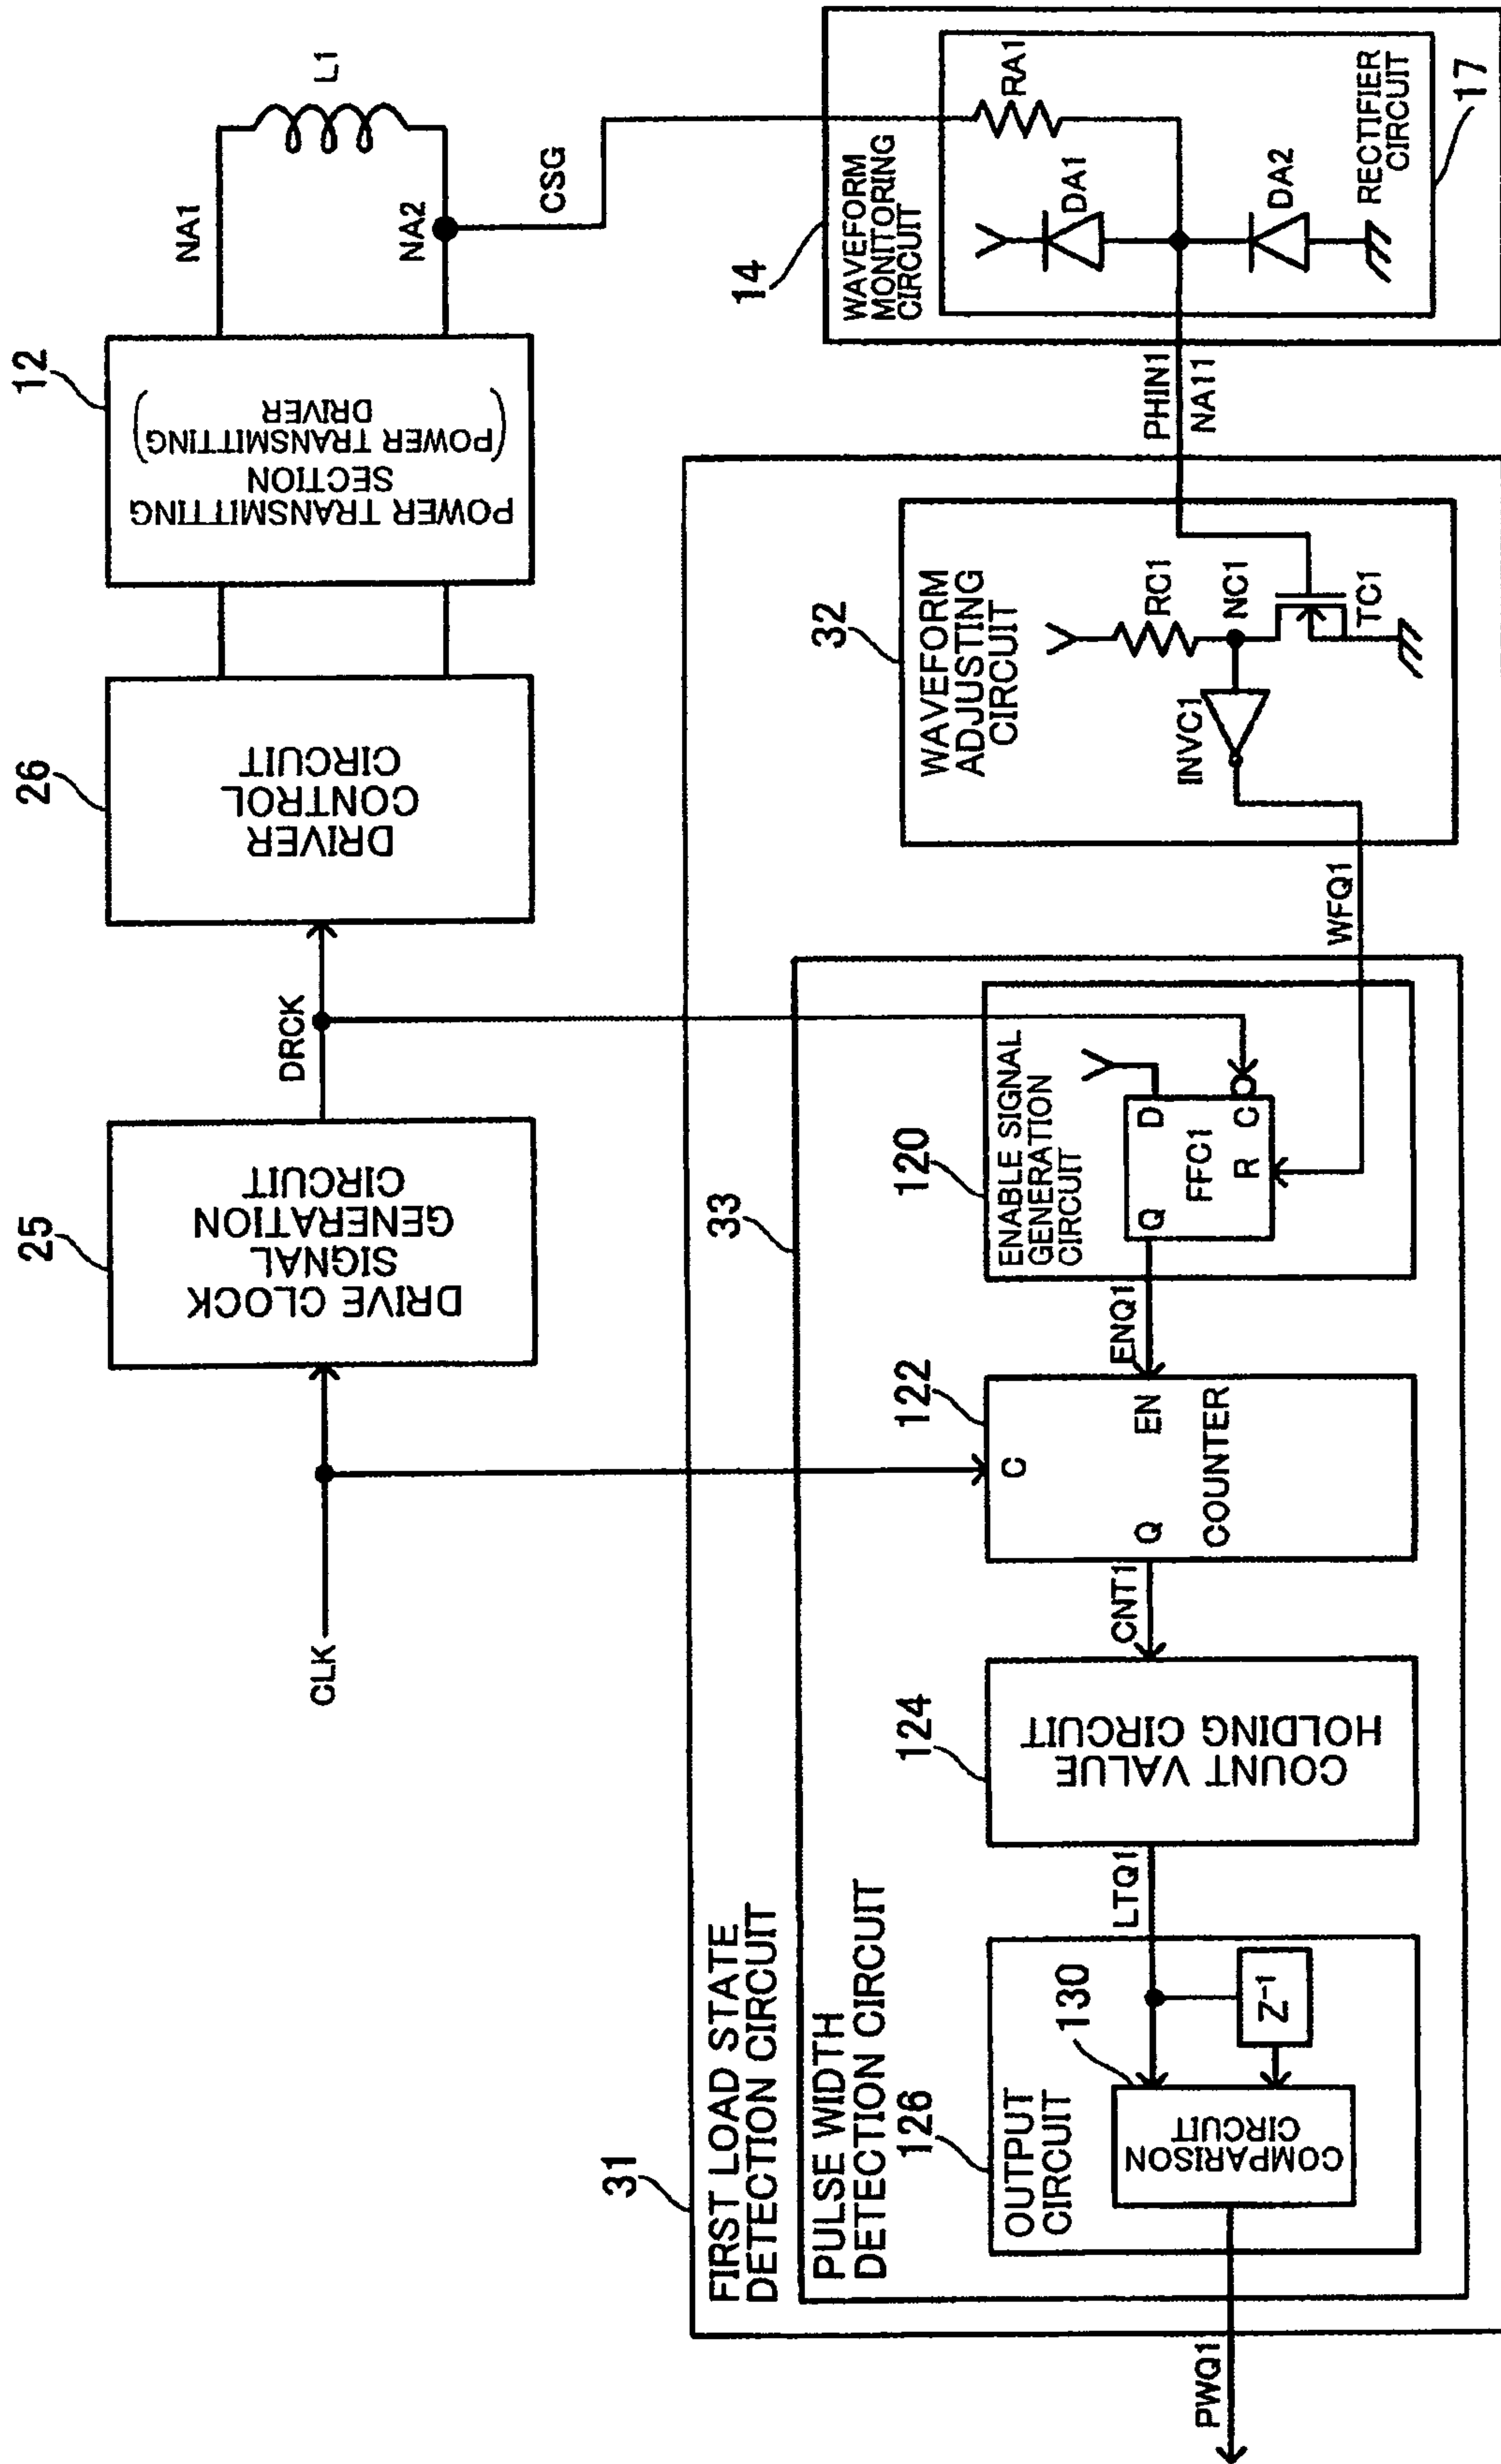 CLK
25
DRIVE CLOCK
SIGNAL
GENERATION
CIRCUIT
DRCK
26
DRIVER
CONTROL
CIRCUIT
12
POWER TRANSMITTING
SECTION
(POWER TRANSMITTING
DRIVER)
NA1
NA2
L1
CSG
31
FIRST LOAD STATE
DETECTION CIRCUIT
33
PULSE WIDTH
DETECTION CIRCUIT
126
OUTPUT
CIRCUIT
130
COMPARISON
CIRCUIT
Z⁻¹
PWQ1
LTQ1
124
COUNT VALUE
HOLDING CIRCUIT
CNT1
122
C
Q
EN
COUNTER
ENQ1
120
ENABLE SIGNAL
GENERATION
CIRCUIT
Q
D
FFC1
R
C
WFQ1
32
WAVEFORM
ADJUSTING
CIRCUIT
INVC1
RC1
NC1
TC1
PHIN1
NA11
14
WAVEFORM
MONITORING
CIRCUIT
RA1
DA1
DA2
RECTIFIER
CIRCUIT
17